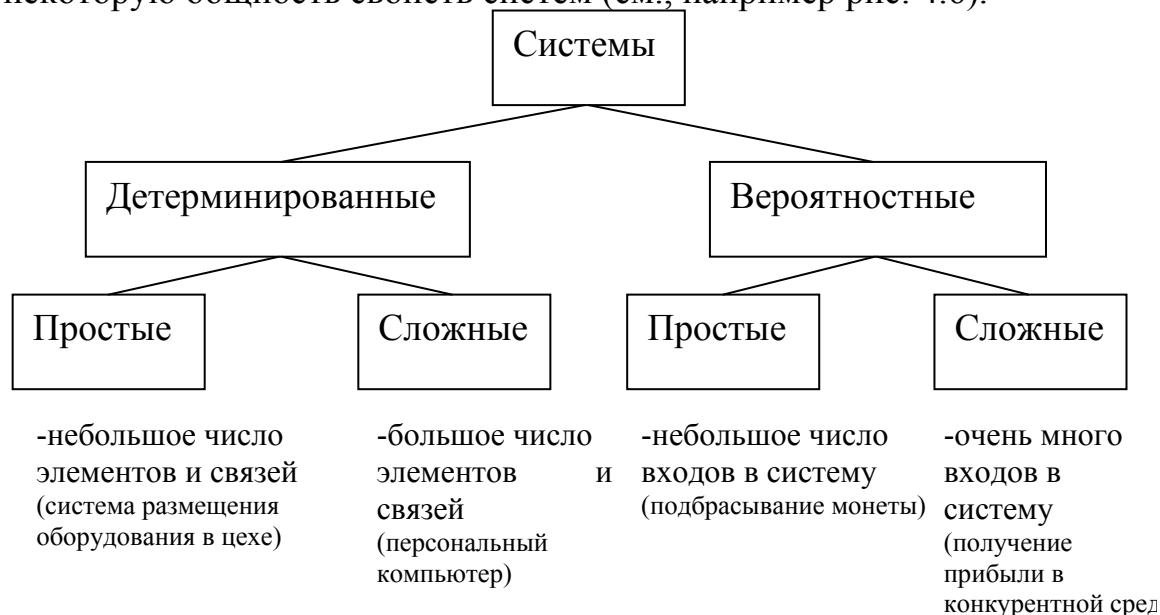 некоторую общность свойств систем (см., например рис. 4.6).
Системы
Детерминированные
Вероятностные
Простые
Сложные
Простые
Сложные
-небольшое число
элементов и связей
(система размещения
оборудования в цехе)
-большое число
элементов и
связей
(персональный
компьютер)
-небольшое число
входов в систему
(подбрасывание монеты)
-очень много
входов в
систему
(получение
прибыли в
конкурентной сред